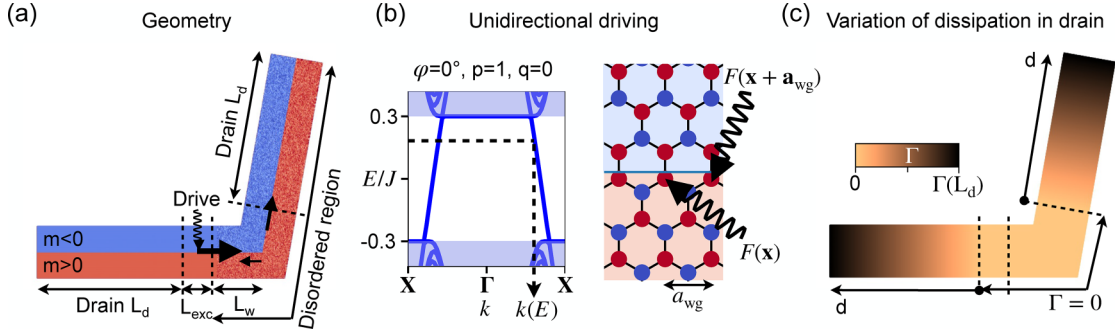 (a)
Geometry
Drain L_d
Drive
Disordered region
m<0
m>0
Drain L_d
L_exc
L_w
(b)
Unidirectional driving
φ=0°, p=1, q=0
0.3
E/J
-0.3
X
Γ
X
k
k(E)
F(x + a_wg)
F(x)
a_wg
(c)
Variation of dissipation in drain
d
Γ
0
Γ(L_d)
d
Γ = 0